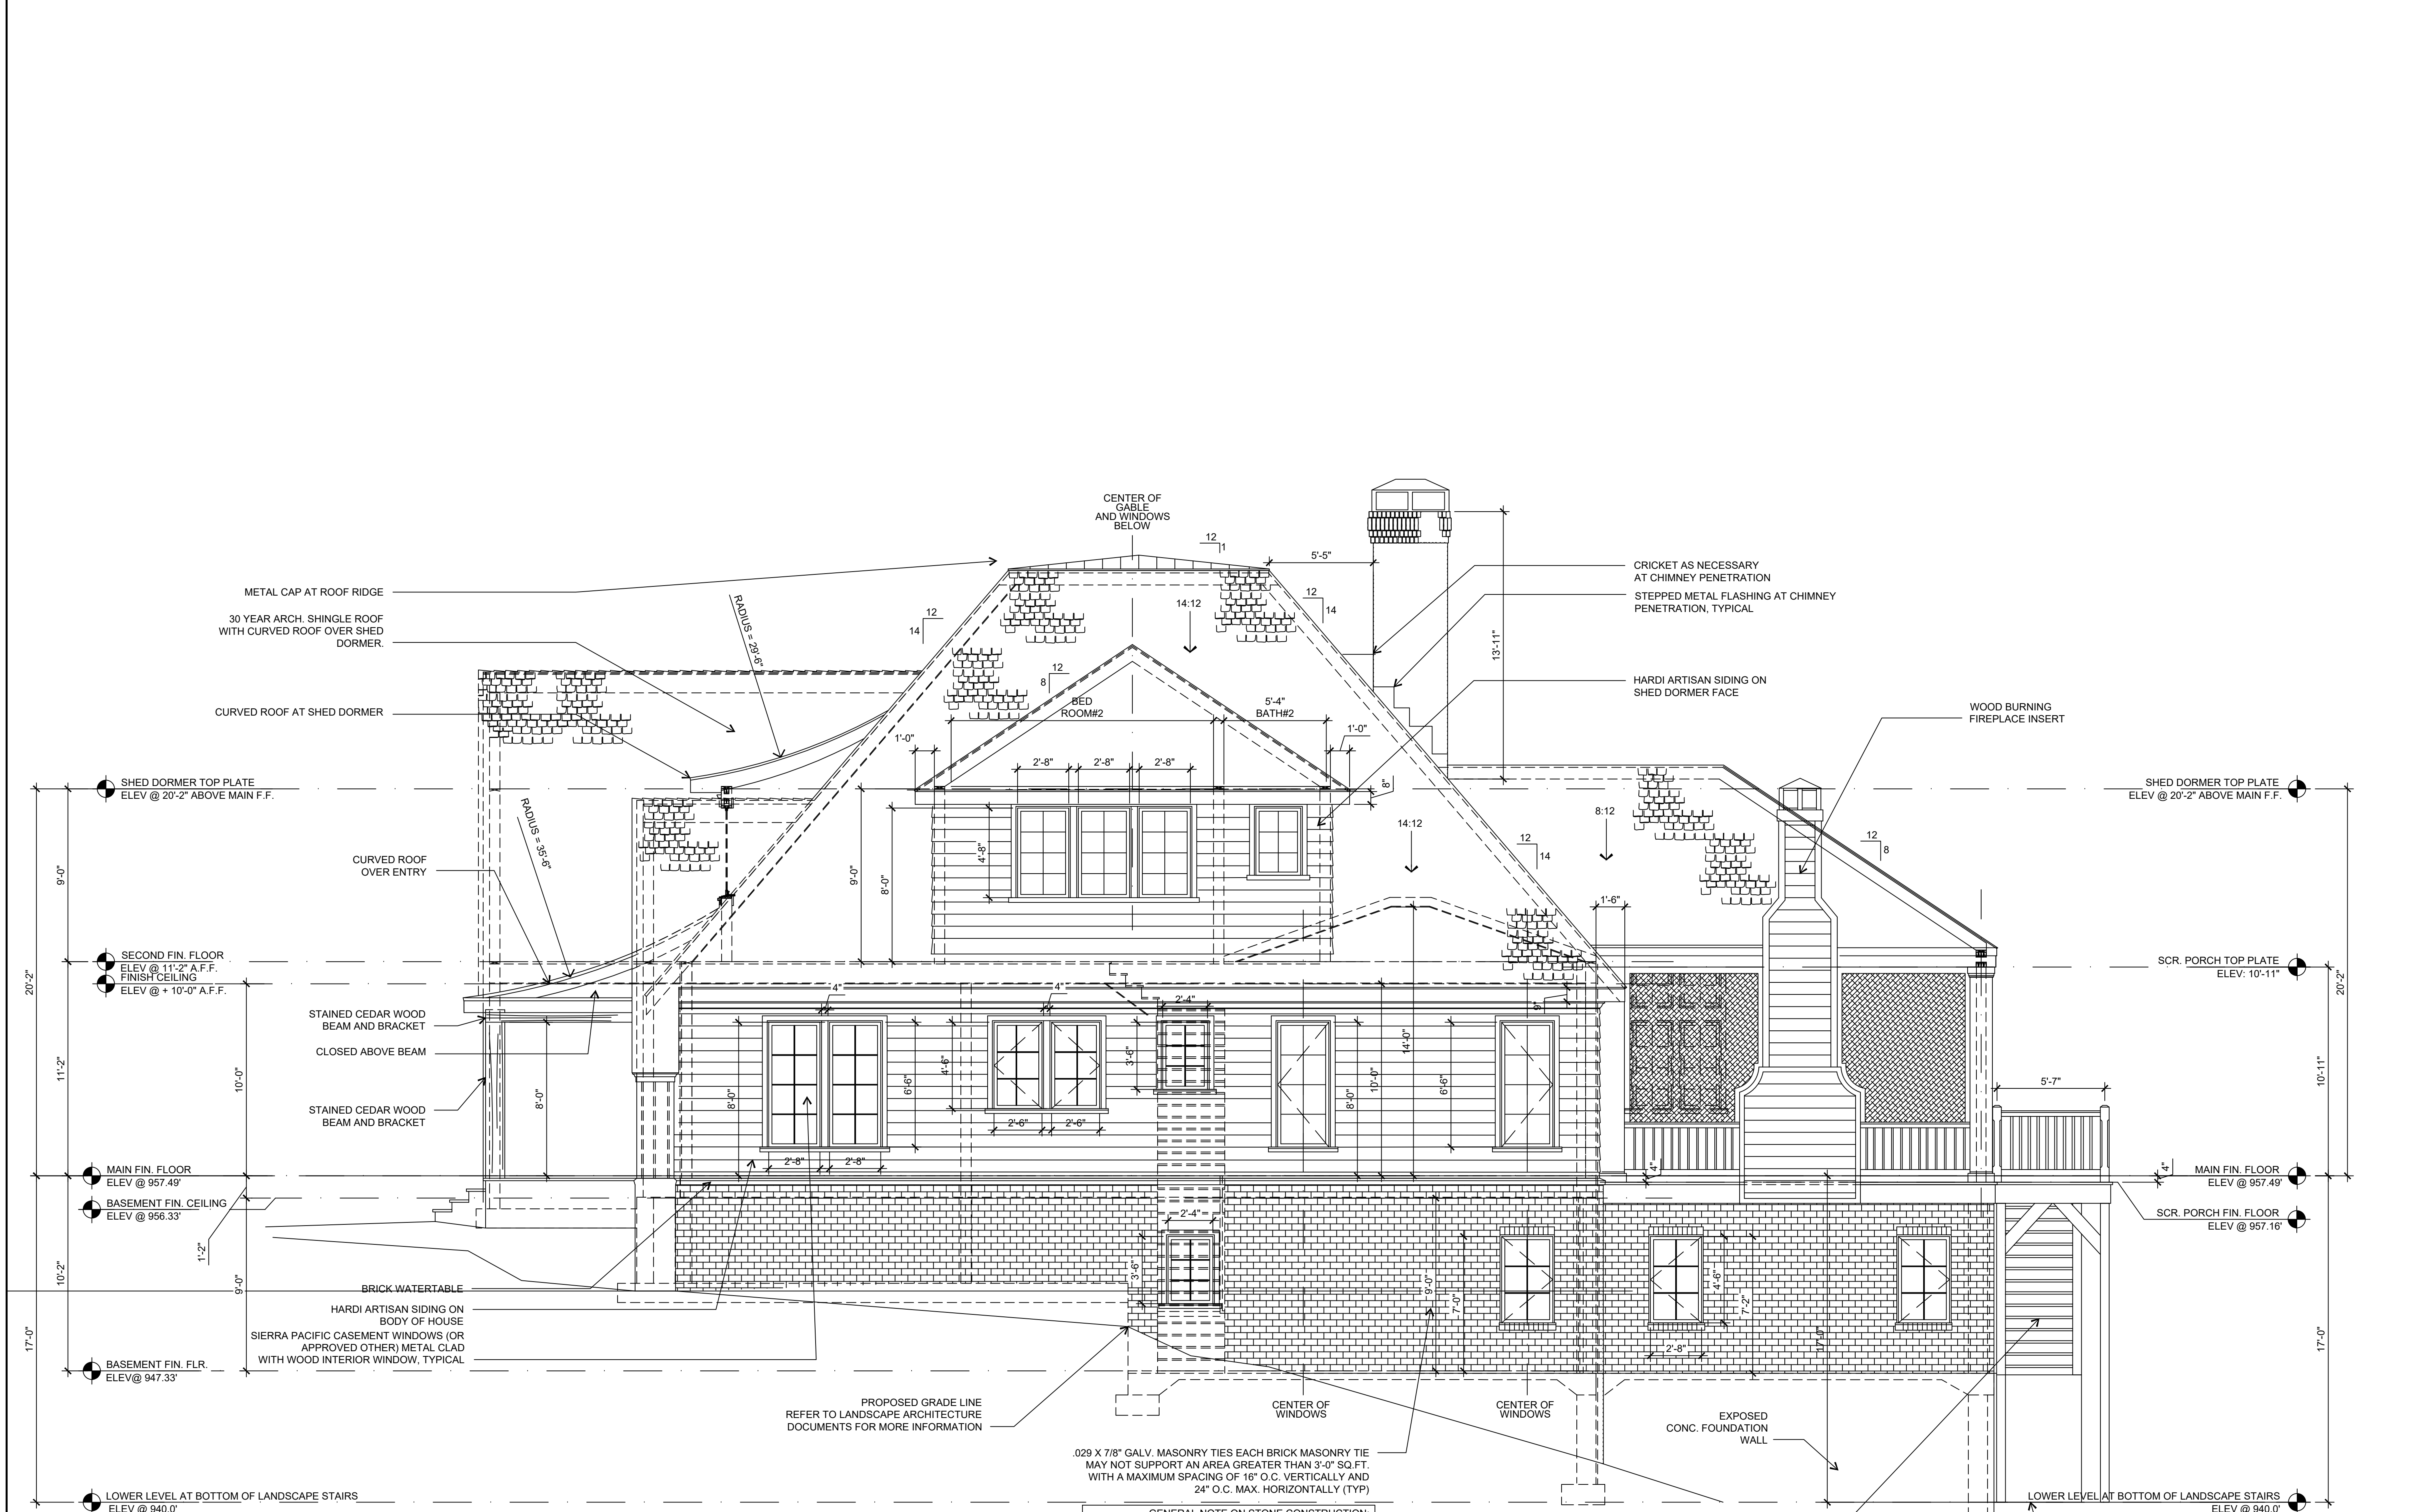 CENTER OF
GABLE
AND WINDOWS
BELOW
12
1
5'-5"
METAL CAP AT ROOF RIDGE
30 YEAR ARCH. SHINGLE ROOF
WITH CURVED ROOF OVER SHED
DORMER.
CURVED ROOF AT SHED DORMER
RADIUS = 29'-6"
12
14
14:12
12
14
13'-11"
CRICKET AS NECESSARY
AT CHIMNEY PENETRATION
STEPPED METAL FLASHING AT CHIMNEY
PENETRATION, TYPICAL
HARDI ARTISAN SIDING ON
SHED DORMER FACE
WOOD BURNING
FIREPLACE INSERT
12
8
BED
ROOM#2
5'-4"
BATH#2
1'-0"
1'-0"
2'-8"
2'-8"
2'-8"
8"
SHED DORMER TOP PLATE
ELEV @ 20'-2" ABOVE MAIN F.F.
SHED DORMER TOP PLATE
ELEV @ 20'-2" ABOVE MAIN F.F.
RADIUS = 35'-6"
CURVED ROOF
OVER ENTRY
9'-0"
9'-0"
8'-0"
4'-8"
14:12
12
14
8:12
12
8
1'-6"
SECOND FIN. FLOOR
ELEV @ 11'-2" A.F.F.
FINISH CEILING
ELEV @ + 10'-0" A.F.F.
SCR. PORCH TOP PLATE
ELEV: 10'-11"
20'-2"
20'-2"
STAINED CEDAR WOOD
BEAM AND BRACKET
CLOSED ABOVE BEAM
STAINED CEDAR WOOD
BEAM AND BRACKET
11'-2"
10'-0"
8'-0"
8'-0"
4"
4"
2'-4"
9"
6'-6"
4'-6"
3'-6"
2'-6"
2'-6"
2'-8"
2'-8"
8'-0"
10'-0"
14'-0"
6'-6"
5'-7"
10'-11"
4"
4"
MAIN FIN. FLOOR
ELEV @ 957.49'
BASEMENT FIN. CEILING
ELEV @ 956.33'
MAIN FIN. FLOOR
ELEV @ 957.49'
SCR. PORCH FIN. FLOOR
ELEV @ 957.16'
1'-2"
10'-2"
9'-0"
2'-4"
3'-6"
9'-0"
7'-0"
4'-6"
7'-2"
2'-8"
17'-0"
17'-0"
17'-0"
BRICK WATERTABLE
HARDI ARTISAN SIDING ON
BODY OF HOUSE
SIERRA PACIFIC CASEMENT WINDOWS (OR
APPROVED OTHER) METAL CLAD
WITH WOOD INTERIOR WINDOW, TYPICAL
BASEMENT FIN. FLR.
ELEV@ 947.33'
PROPOSED GRADE LINE
REFER TO LANDSCAPE ARCHITECTURE
DOCUMENTS FOR MORE INFORMATION
CENTER OF
WINDOWS
CENTER OF
WINDOWS
EXPOSED
CONC. FOUNDATION
WALL
.029 X 7/8" GALV. MASONRY TIES EACH BRICK MASONRY TIE
MAY NOT SUPPORT AN AREA GREATER THAN 3'-0" SQ.FT.
WITH A MAXIMUM SPACING OF 16" O.C. VERTICALLY AND
24" O.C. MAX. HORIZONTALLY (TYP)
LOWER LEVEL AT BOTTOM OF LANDSCAPE STAIRS
ELEV @ 940.0'
GENERAL NOTE ON STONE CONSTRUCTION:
LOWER LEVEL AT BOTTOM OF LANDSCAPE STAIRS
ELEV @ 940.0'